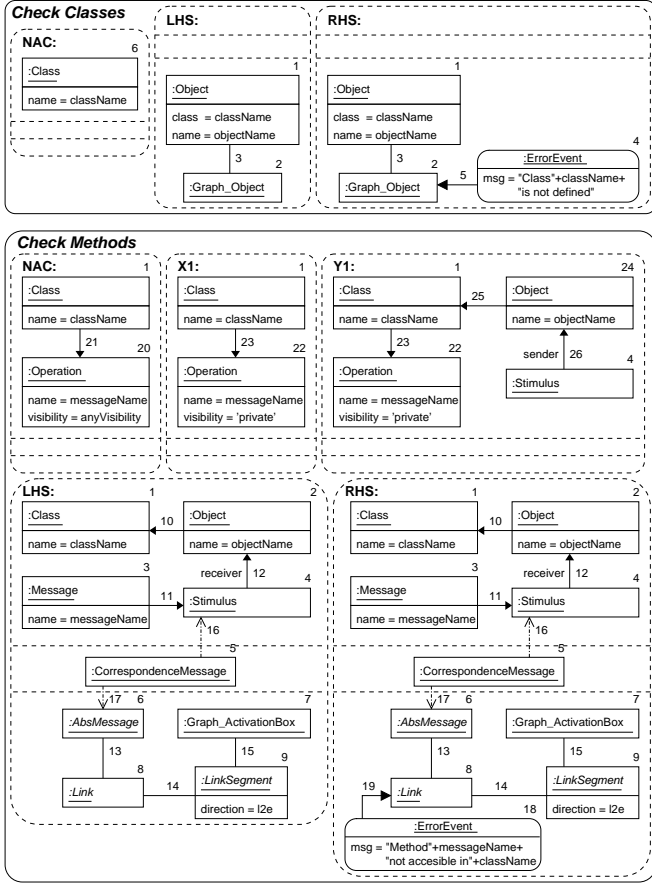 Check Classes
NAC:
6
:Class
name = className
LHS:
1
:Object
class = className
name = objectName
3
2
:Graph_Object
RHS:
1
:Object
class = className
name = objectName
3
2
:Graph_Object
5
4
:ErrorEvent
msg = "Class"+className+
"is not defined"
Check Methods
NAC:
1
:Class
name = className
21
20
:Operation
name = messageName
visibility = anyVisibility
X1:
1
:Class
name = className
23
22
:Operation
name = messageName
visibility = 'private'
Y1:
1
:Class
name = className
23
22
:Operation
name = messageName
visibility = 'private'
25
24
:Object
name = objectName
sender
26
4
:Stimulus
LHS:
1
:Class
name = className
10
2
:Object
name = objectName
receiver
12
3
:Message
name = messageName
11
4
:Stimulus
16
5
:CorrespondenceMessage
17
6
:AbsMessage
7
:Graph_ActivationBox
13
15
8
:Link
14
9
:LinkSegment
direction = l2e
RHS:
1
:Class
name = className
10
2
:Object
name = objectName
receiver
12
3
:Message
name = messageName
11
4
:Stimulus
16
5
:CorrespondenceMessage
17
6
:AbsMessage
7
:Graph_ActivationBox
13
15
19
8
:Link
14
9
:LinkSegment
direction = l2e
18
:ErrorEvent
msg = "Method"+messageName+
"not accesible in"+className